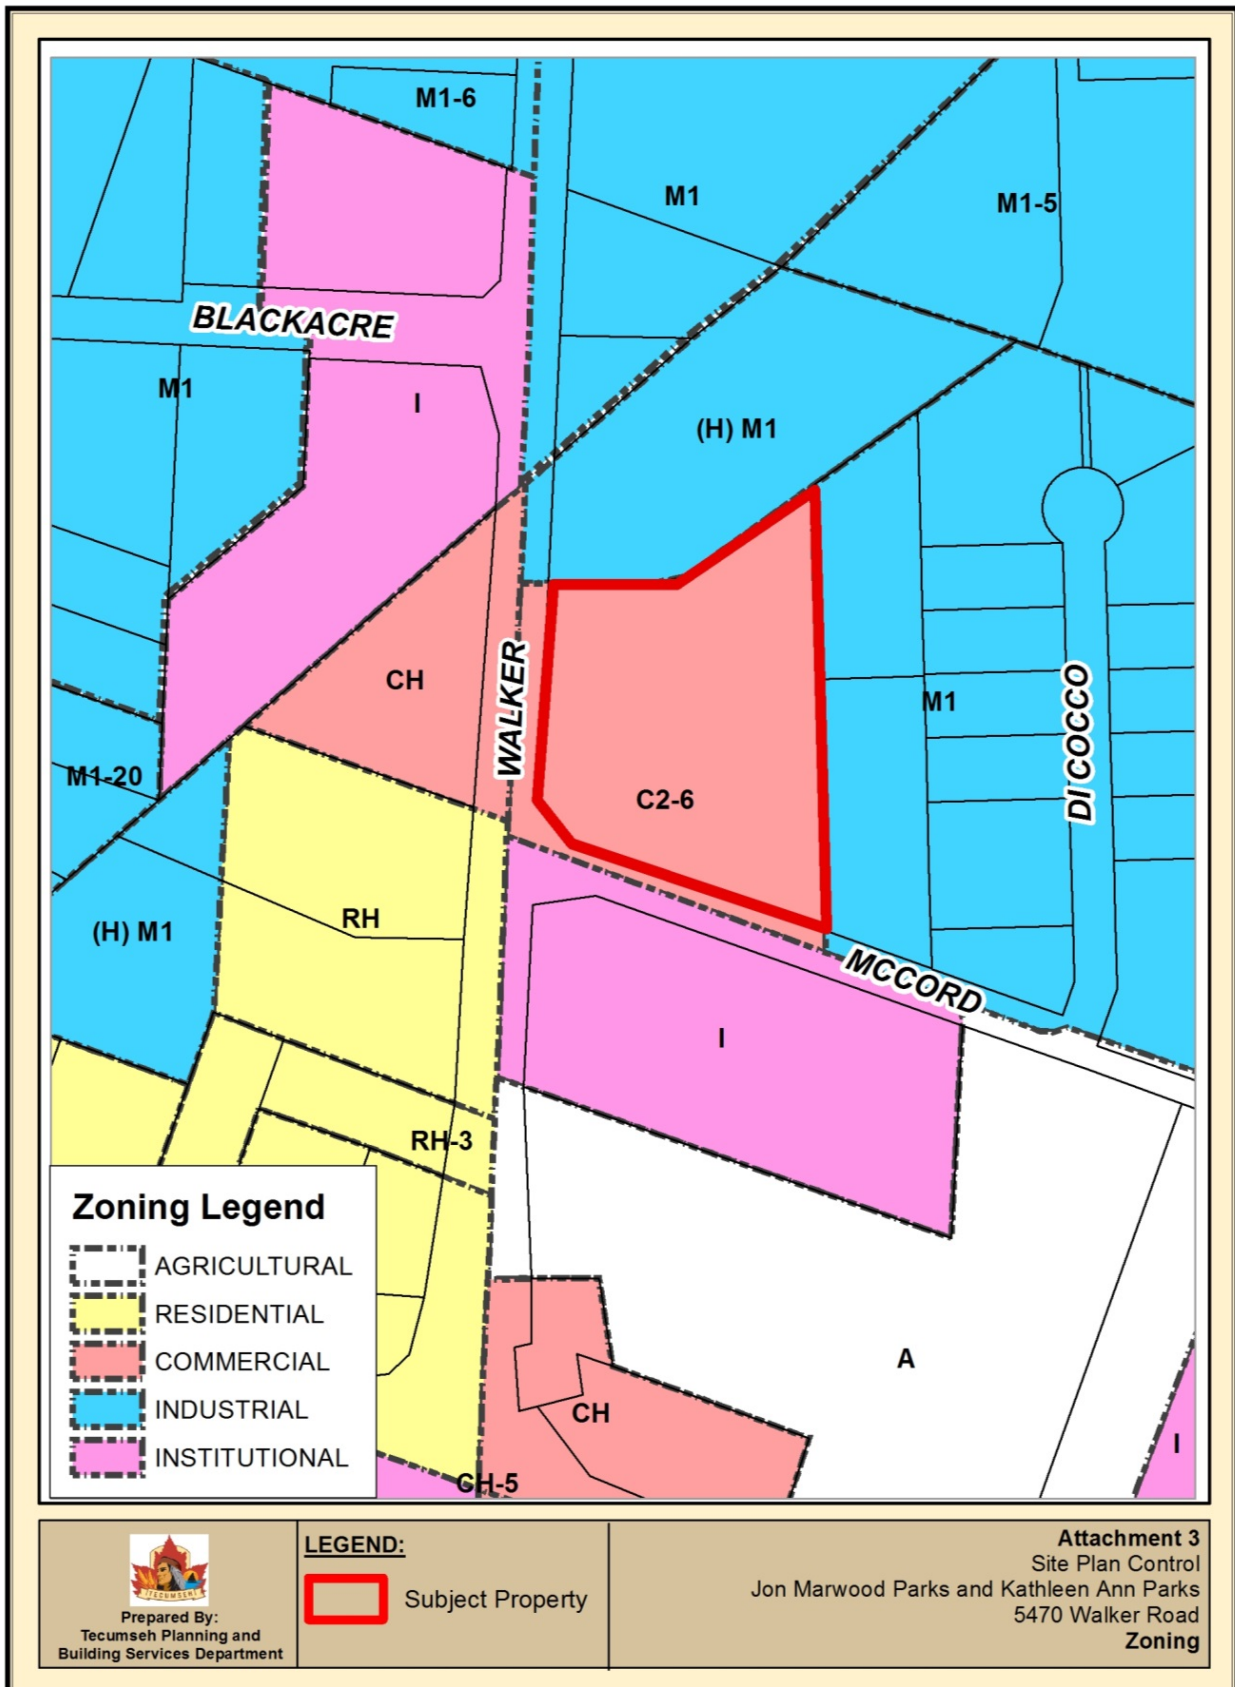 M1-6
M1
M1-5
BLACKACRE
M1
I
(H) M1
CH
WALKER
M1
DI COCCO
M1-20
C2-6
RH
(H) M1
MCCORD
I
RH-3
A
CH
I
CH-5
Zoning Legend
AGRICULTURAL
RESIDENTIAL
COMMERCIAL
INDUSTRIAL
INSTITUTIONAL
TECUMSEH
Prepared By:
Tecumseh Planning and
Building Services Department
LEGEND:
Subject Property
Attachment 3
Site Plan Control
Jon Marwood Parks and Kathleen Ann Parks
5470 Walker Road
Zoning